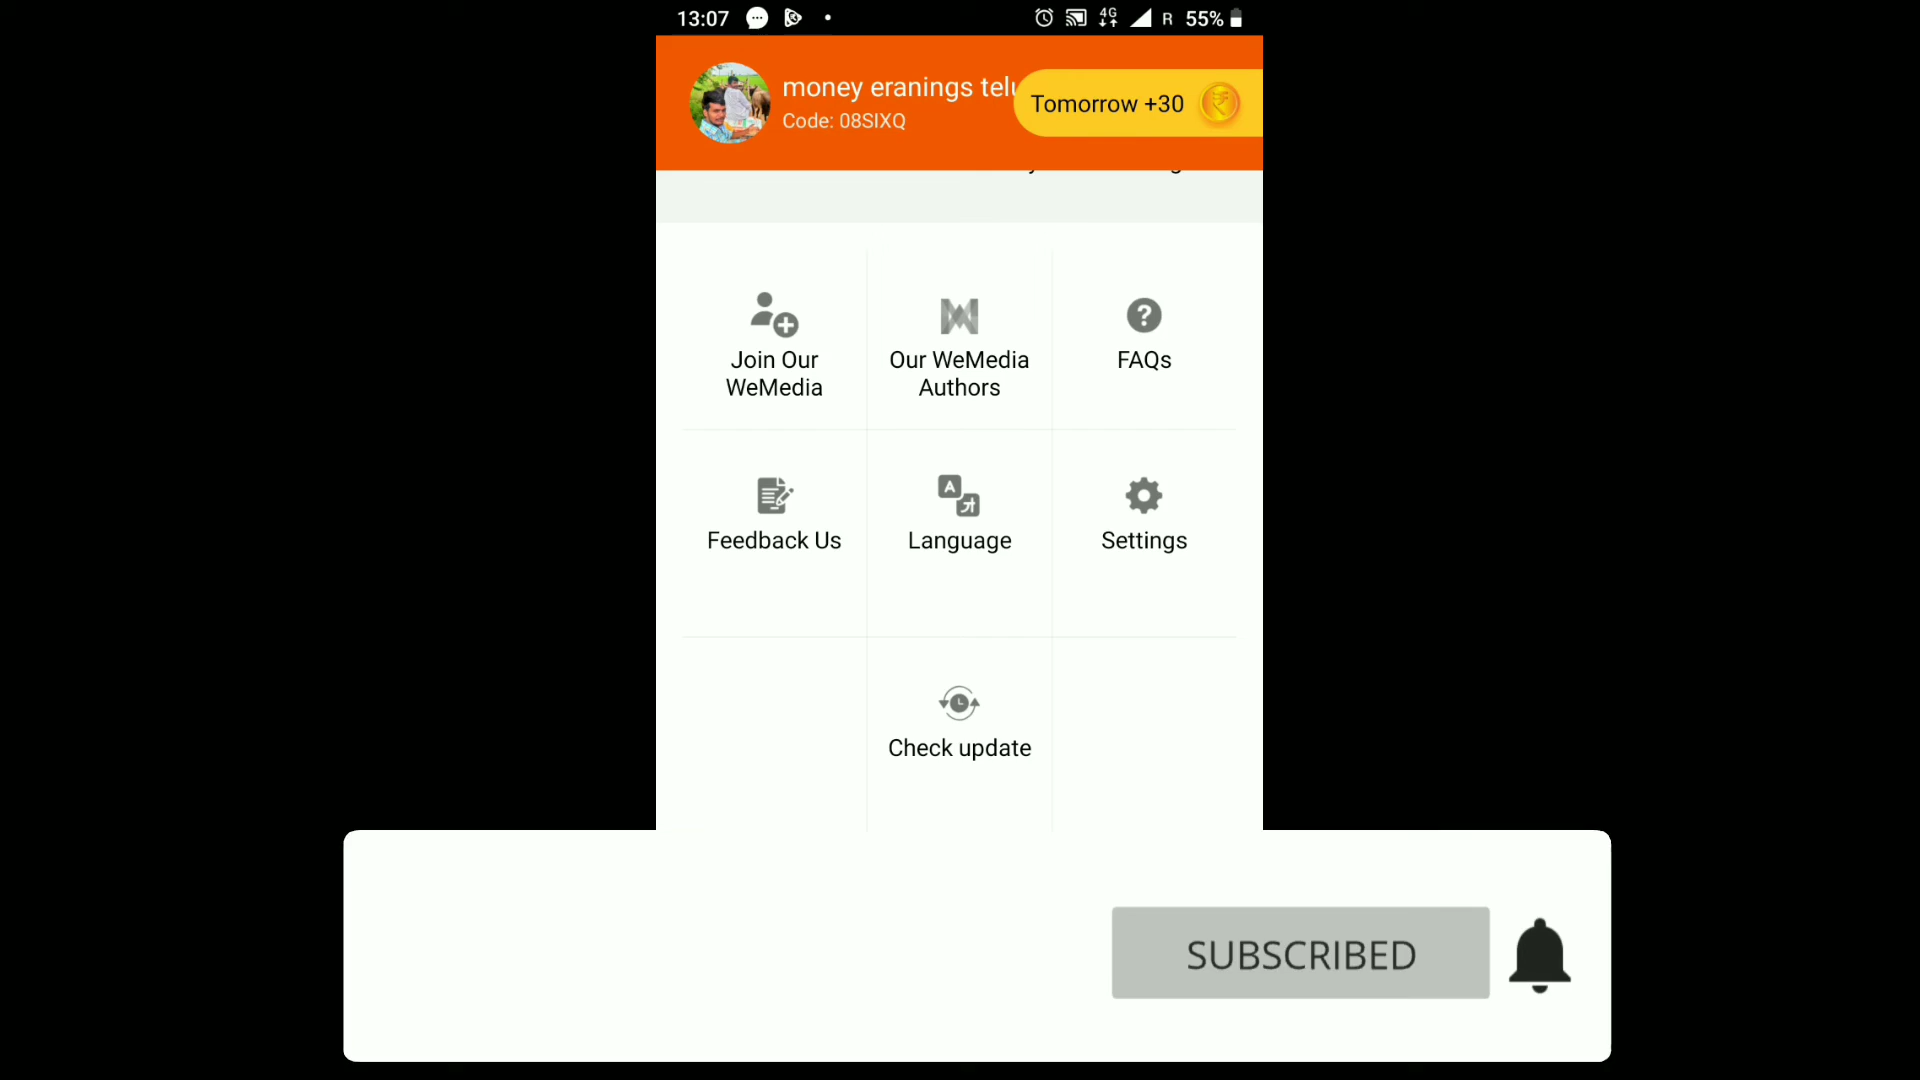 13:07 4G R 55%
money eranings telu
Code: 08SIXQ
Tomorrow +30
Join Our
WeMedia
Our WeMedia
Authors
FAQs
Feedback Us
Language
Settings
Check update
SUBSCRIBED